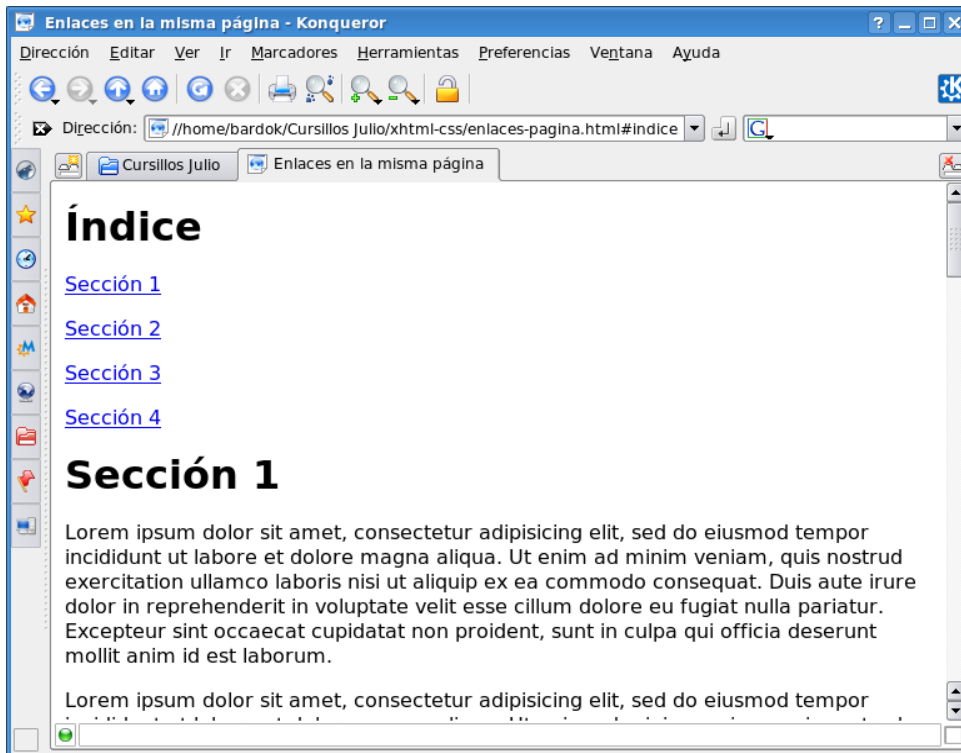 Enlaces en la misma página - Konqueror
Dirección Editar Ver Ir Marcadores Herramientas Preferencias Ventana Ayuda
Dirección: //home/bardok/Cursillos Julio/xhtml-css/enlaces-pagina.html#indice
Cursillos Julio Enlaces en la misma página
Índice
Sección 1
Sección 2
Sección 3
Sección 4
Sección 1
Lorem ipsum dolor sit amet, consectetur adipisicing elit, sed do eiusmod tempor
incididunt ut labore et dolore magna aliqua. Ut enim ad minim veniam, quis nostrud
exercitation ullamco laboris nisi ut aliquip ex ea commodo consequat. Duis aute irure
dolor in reprehenderit in voluptate velit esse cillum dolore eu fugiat nulla pariatur.
Excepteur sint occaecat cupidatat non proident, sunt in culpa qui officia deserunt
mollit anim id est laborum.
Lorem ipsum dolor sit amet, consectetur adipisicing elit, sed do eiusmod tempor